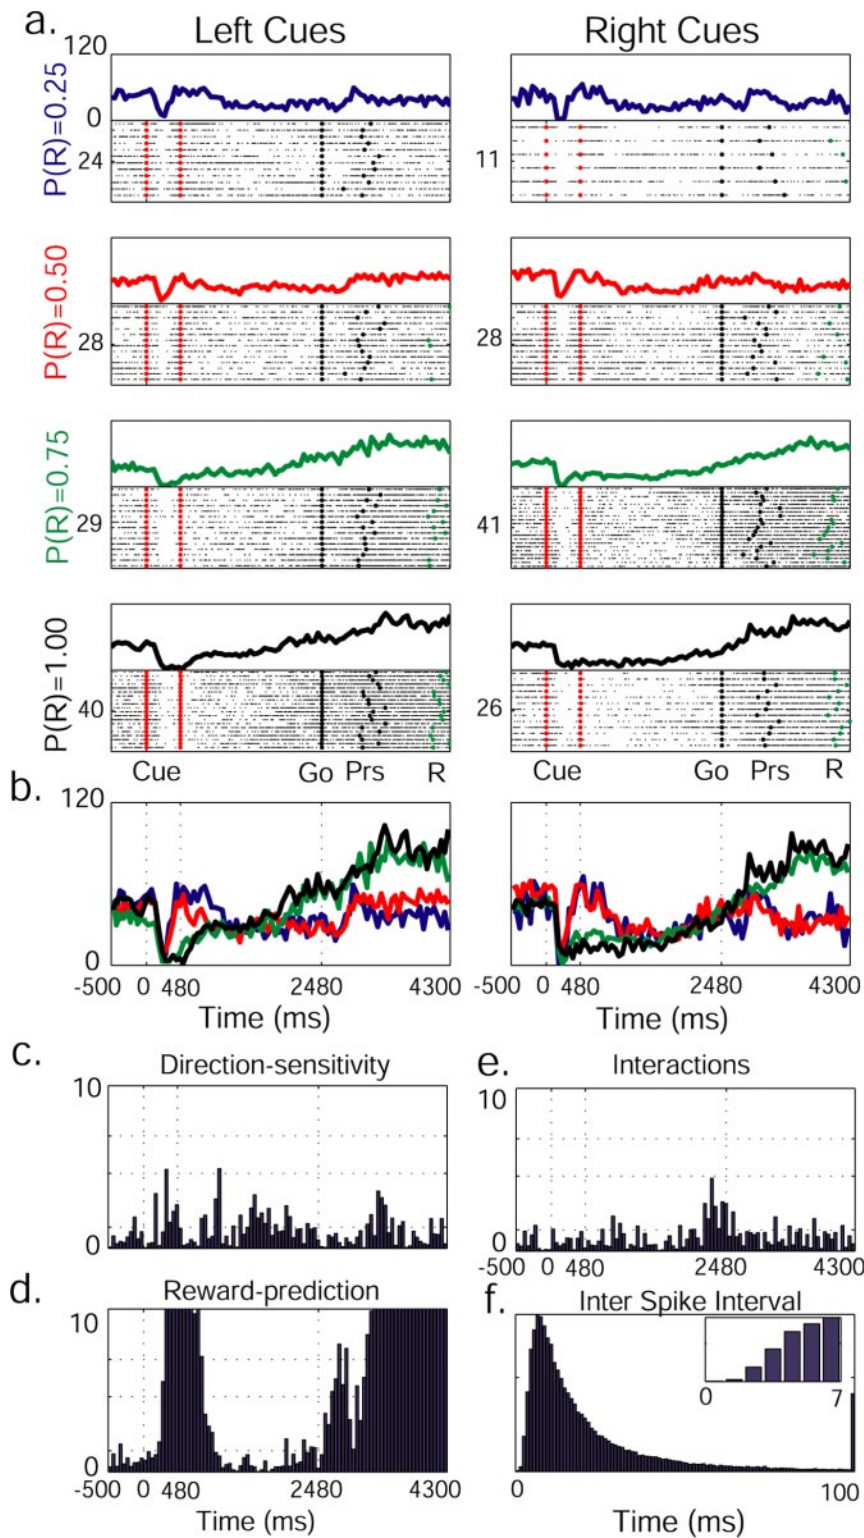 a. Left Cues Right Cues
120
0
P(R)=0.25
24
11
P(R)=0.50
28
28
P(R)=0.75
29
41
P(R)=1.00
40
26
Cue Go Prs R
Cue Go Prs R
b. 120
0
-500 0 480 2480 4300
-500 0 480 2480 4300
Time (ms)
Time (ms)
c. Direction-sensitivity
10
0
e. Interactions
10
0
-500 0 480 2480 4300
d. Reward-prediction
10
0
-500 0 480 2480 4300
Time (ms)
f. Inter Spike Interval
0 7
0 100
Time (ms)